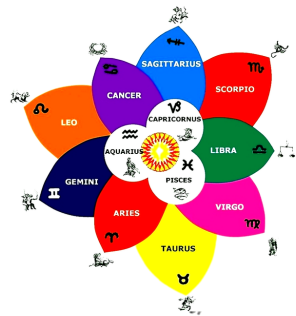 SAGITTARIUS
CANCER
SCORPIO
CAPRICORNUS
LEO
AQUARIUS
LIBRA
PISCES
GEMINI
ARIES
VIRGO
TAURUS